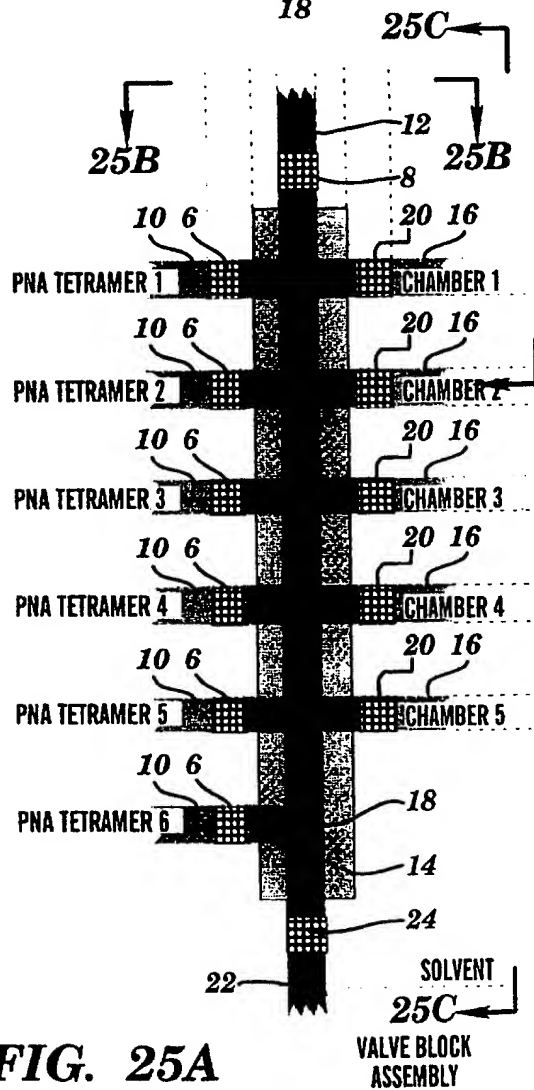 18
25C
12
25B 25B
8
10 6 20 16
PNA TETRAMER 1 CHAMBER 1
10 6 20 16
PNA TETRAMER 2 CHAMBER 2
10 6 20 16
PNA TETRAMER 3 CHAMBER 3
10 6 20 16
PNA TETRAMER 4 CHAMBER 4
10 6 20 16
PNA TETRAMER 5 CHAMBER 5
10 6
PNA TETRAMER 6
18
14
24
22
SOLVENT
25C
FIG. 25A
VALVE BLOCK
ASSEMBLY